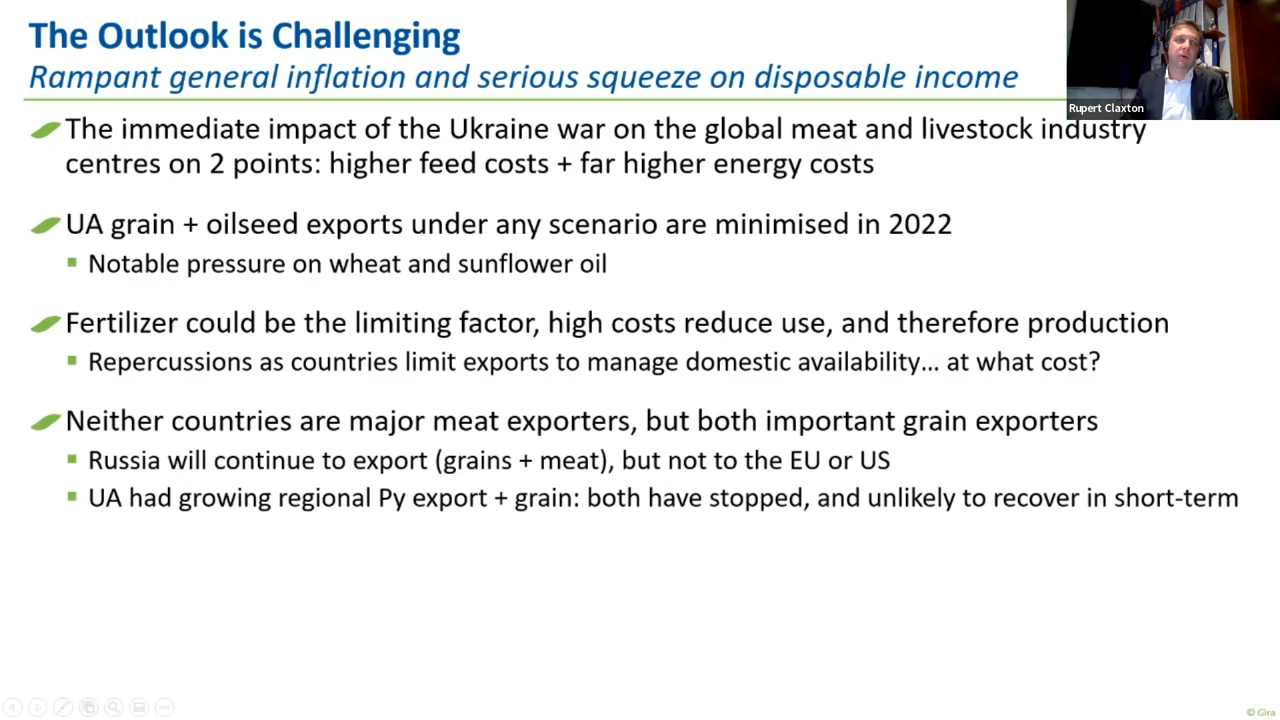 The Outlook is Challenging
Rampant general inflation and serious squeeze on disposable income
Rupert Claxton
The immediate impact of the Ukraine war on the global meat and livestock industry
centres on 2 points: higher feed costs + far higher energy costs
UA grain + oilseed exports under any scenario are minimised in 2022
Notable pressure on wheat and sunflower oil
Fertilizer could be the limiting factor, high costs reduce use, and therefore production
Repercussions as countries limit exports to manage domestic availability... at what cost?
Neither countries are major meat exporters, but both important grain exporters
Russia will continue to export (grains + meat), but not to the EU or US
UA had growing regional Py export + grain: both have stopped, and unlikely to recover in short-term
© Gira